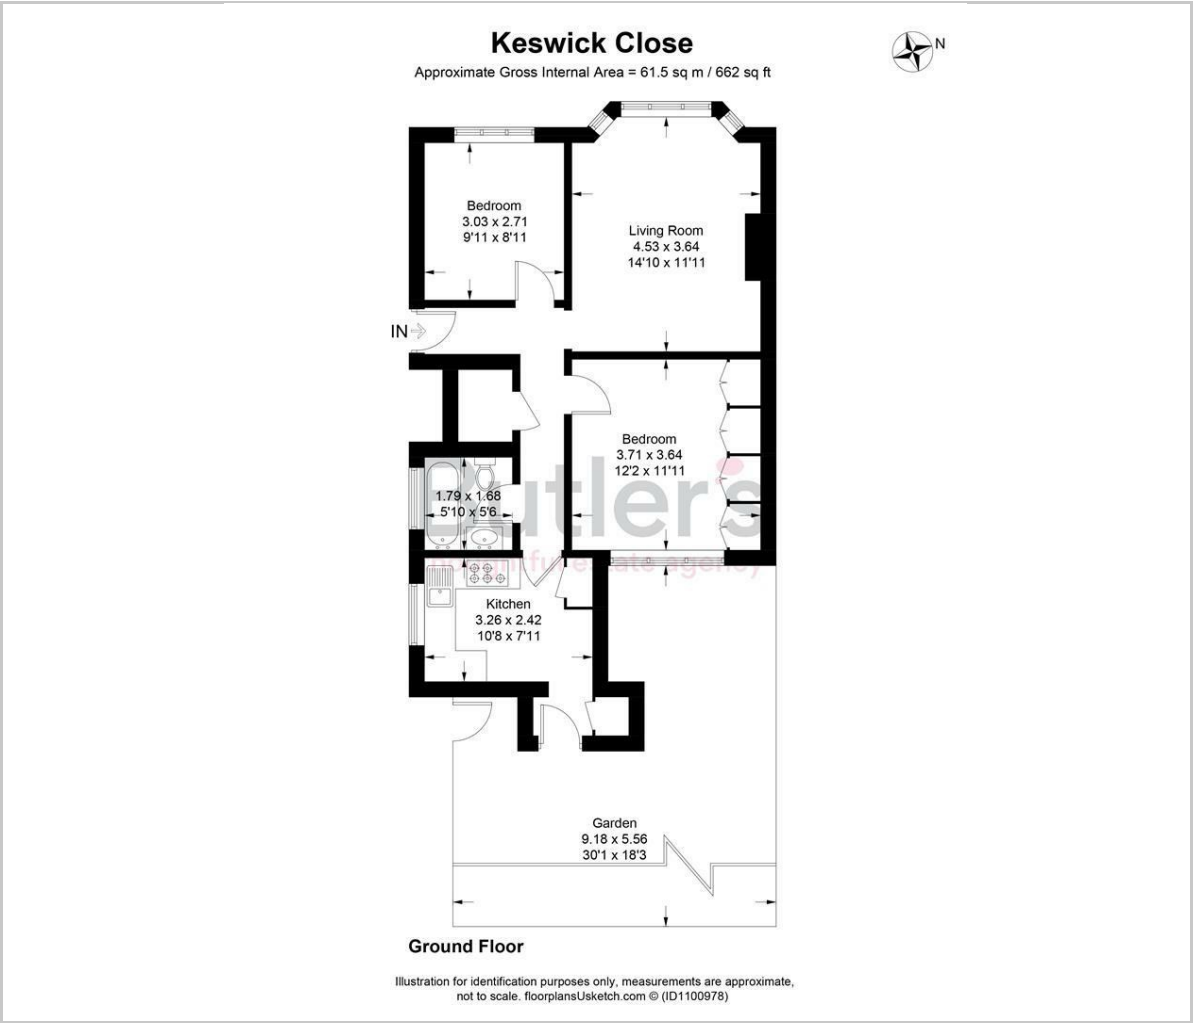 Keswick Close
Approximate Gross Internal Area = 61.5 sq m / 662 sq ft
N
Bedroom
3.03 x 2.71
9'11 x 8'11
Living Room
4.53 x 3.64
14'10 x 11'11
IN
Bedroom
3.71 x 3.64
12'2 x 11'11
Butler's
1.79 x 1.68
5'10 x 5'6
estate agency
Kitchen
3.26 x 2.42
10'8 x 7'11
Garden
9.18 x 5.56
30'1 x 18'3
Ground Floor
Illustration for identification purposes only, measurements are approximate,
not to scale. floorplansUsketch.com © (ID1100978)